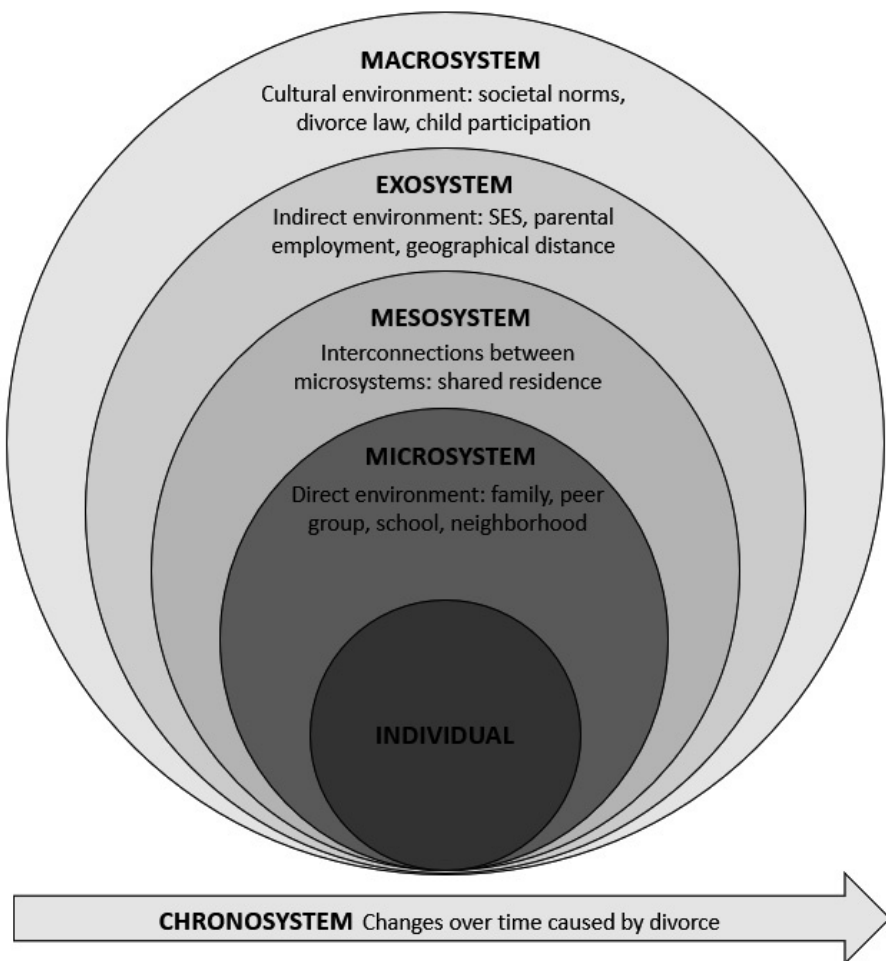 MACROSYSTEM
Cultural environment: societal norms,
divorce law, child participation
EXOSYSTEM
Indirect environment: SES, parental
employment, geographical distance
MESOSYSTEM
Interconnections between
microsystems: shared residence
MICROSYSTEM
Direct environment: family, peer
group, school, neighborhood
INDIVIDUAL
CHRONOSYSTEM Changes over time caused by divorce